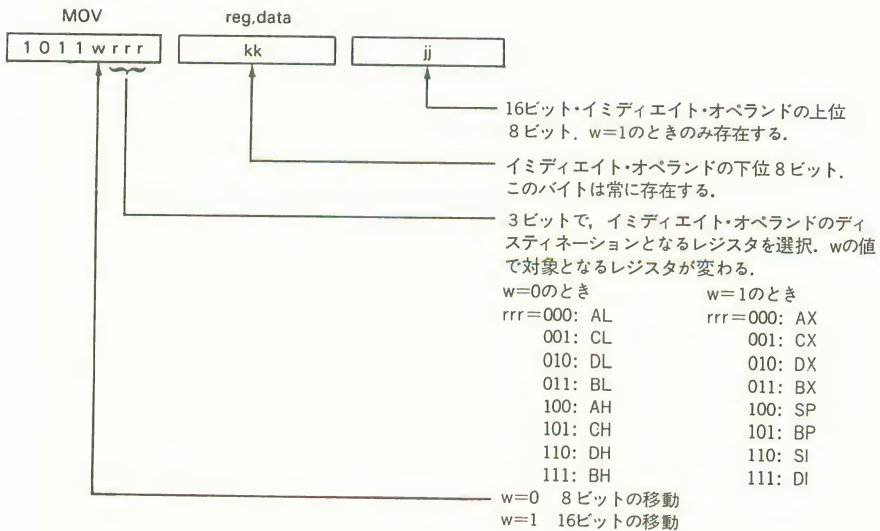 MOV reg,data
1 0 1 1 w r r r kk jj
16ビット・イミディエイト・オペランドの上位
8ビット．w=1のときのみ存在する．
イミディエイト・オペランドの下位8ビット．
このバイトは常に存在する．
3ビットで，イミディエイト・オペランドのディ
スティネーションとなるレジスタを選択．wの値
で対象となるレジスタが変わる．
w=0のとき w=1のとき
rrr=000: AL rrr=000: AX
001: CL 001: CX
010: DL 010: DX
011: BL 011: BX
100: AH 100: SP
101: CH 101: BP
110: DH 110: SI
111: BH 111: DI
w=0 8ビットの移動
w=1 16ビットの移動